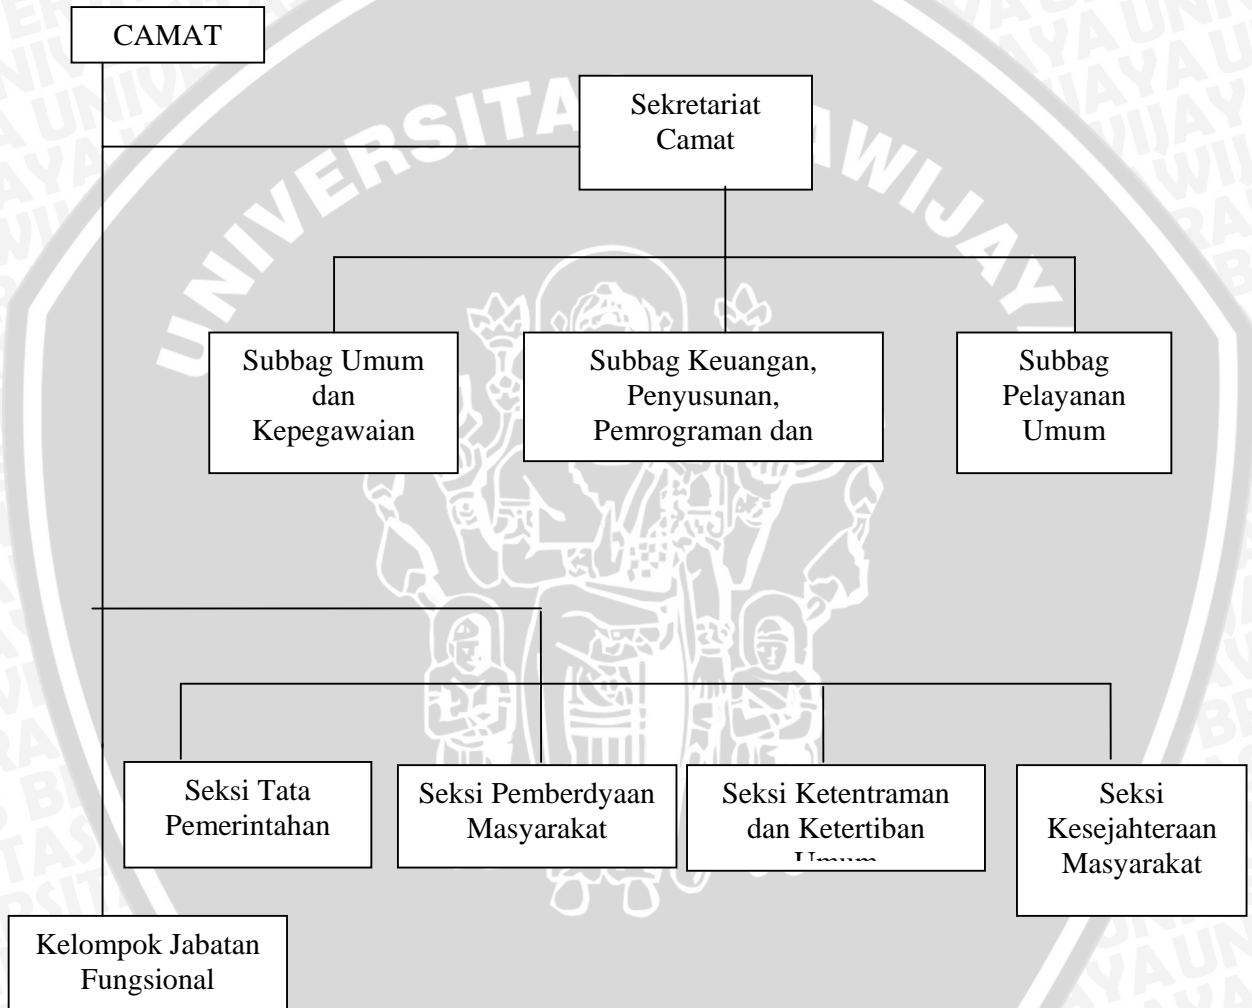 CAMAT
Sekretariat
Camat
Subbag Umum
dan
Kepegawaian
Subbag Keuangan,
Penyusunan,
Pemrograman dan
Subbag
Pelayanan
Umum
Seksi Tata
Pemerintahan
Seksi Pemberdyaan
Masyarakat
Seksi Ketentraman
dan Ketertiban
Umum
Seksi
Kesejahteraan
Masyarakat
Kelompok Jabatan
Fungsional